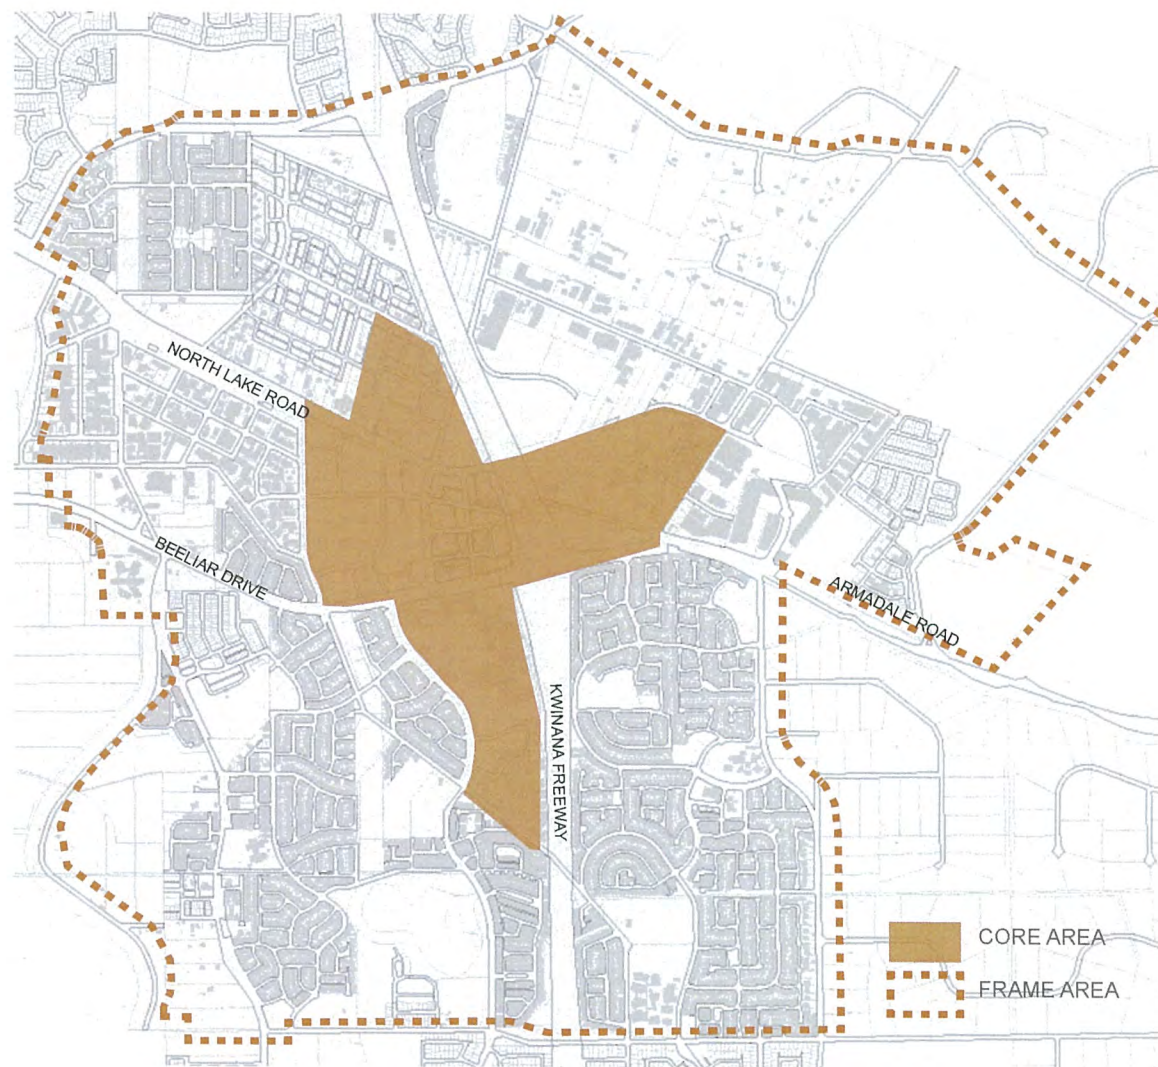 NORTH LAKE ROAD
BEELIAR DRIVE
ARMADALE ROAD
KWINANA FREEWAY
CORE AREA
FRAME AREA